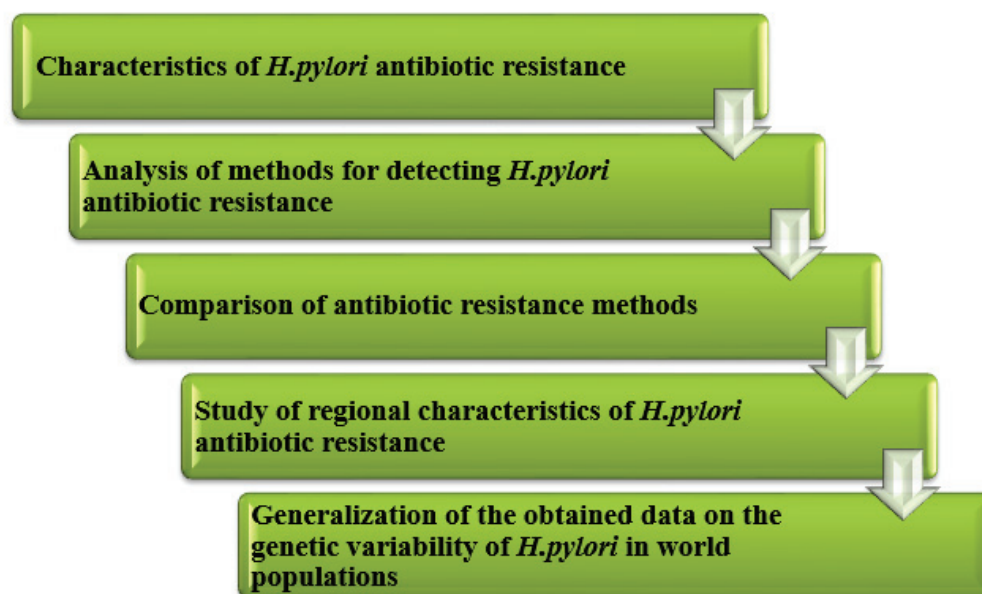 Characteristics of H.pylori antibiotic resistance
Analysis of methods for detecting H.pylori
antibiotic resistance
Comparison of antibiotic resistance methods
Study of regional characteristics of H.pylori
antibiotic resistance
Generalization of the obtained data on the
genetic variability of H.pylori in world
populations